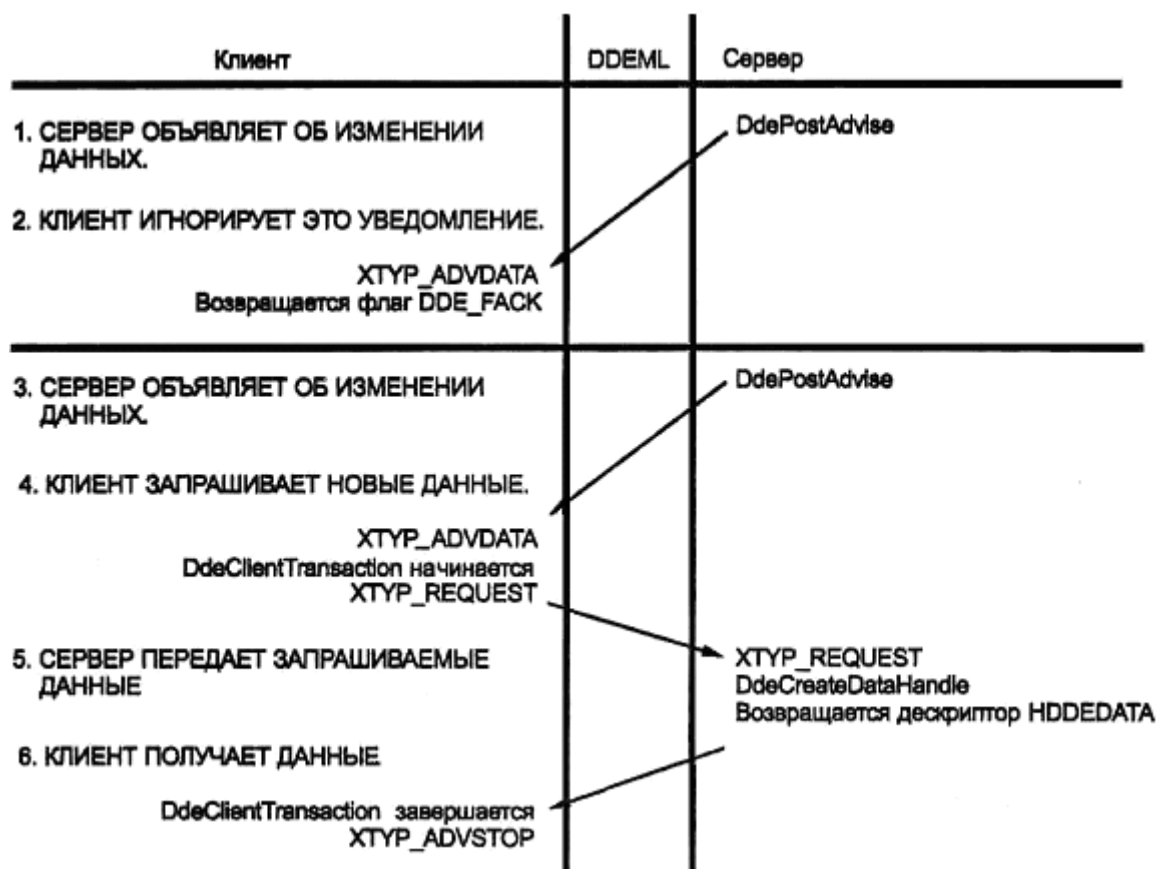 Клиент DDEML Сервер
1. СЕРВЕР ОБЪЯВЛЯЕТ ОБ ИЗМЕНЕНИИ
ДАННЫХ.
DdePostAdvise
2. КЛИЕНТ ИГНОРИРУЕТ ЭТО УВЕДОМЛЕНИЕ.
XTYP_ADVDATA
Возвращается флаг DDE_FACK
3. СЕРВЕР ОБЪЯВЛЯЕТ ОБ ИЗМЕНЕНИИ
ДАННЫХ.
DdePostAdvise
4. КЛИЕНТ ЗАПРАШИВАЕТ НОВЫЕ ДАННЫЕ.
XTYP_ADVDATA
DdeClientTransaction начинается
XTYP_REQUEST
5. СЕРВЕР ПЕРЕДАЕТ ЗАПРАШИВАЕМЫЕ
ДАННЫЕ
XTYP_REQUEST
DdeCreateDataHandle
Возвращается дескриптор HDDEDATA
6. КЛИЕНТ ПОЛУЧАЕТ ДАННЫЕ
DdeClientTransaction завершается
XTYP_ADVSTOP